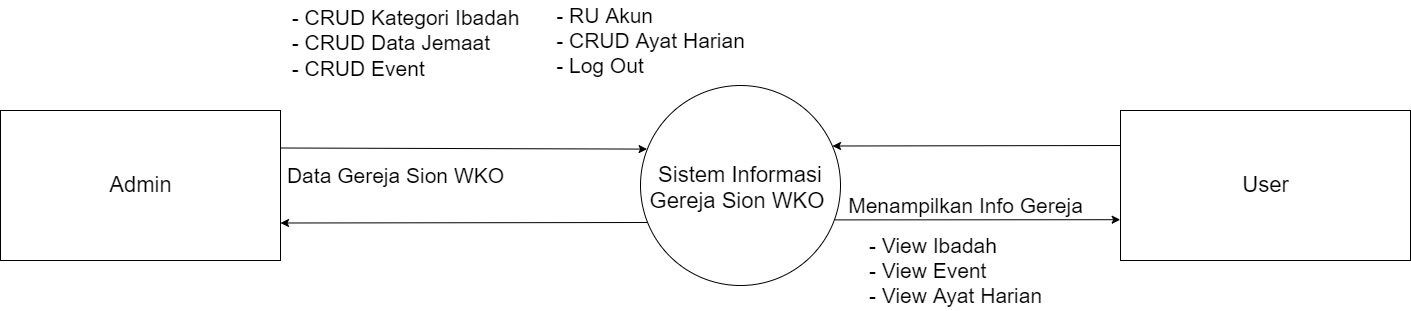 - CRUD Kategori Ibadah
- CRUD Data Jemaat
- CRUD Event
- RU Akun
- CRUD Ayat Harian
- Log Out
Admin
Data Gereja Sion WKO
Sistem Informasi
Gereja Sion WKO
User
Menampilkan Info Gereja
- View Ibadah
- View Event
- View Ayat Harian